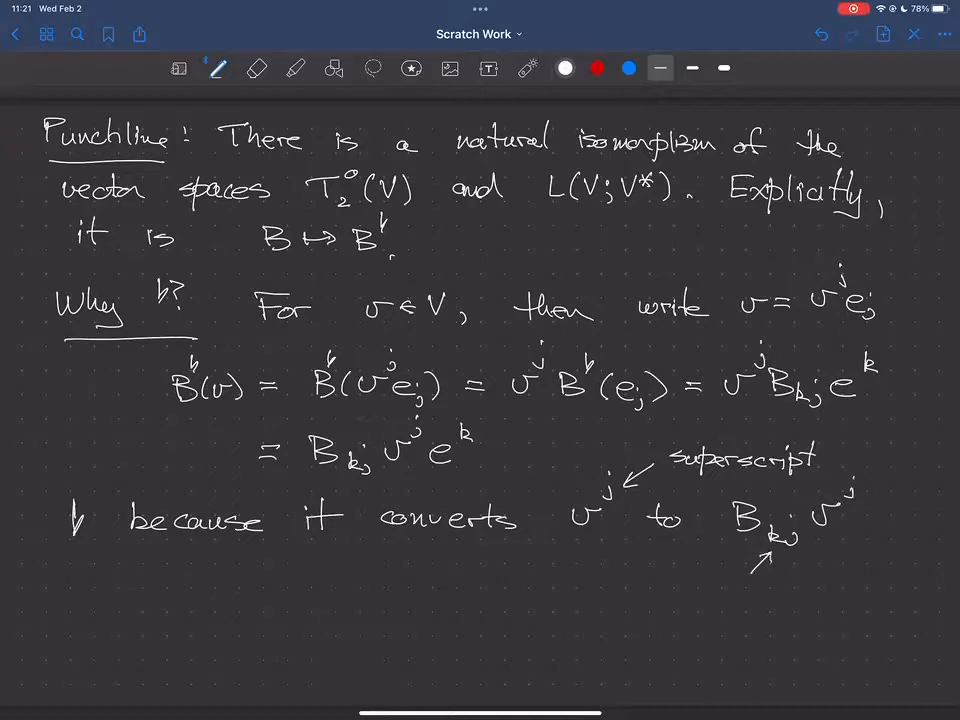 11:21 Wed Feb 2
78%
Scratch Work
Punchline: There is a natural isomorphism of the
vector spaces T⁰₂(V) and L(V; V*). Explicitly,
it is B ↦ B♭.
Why ♭? For v ∈ V, then write v = vʲeⱼ
B♭(v) = B♭(vʲeⱼ) = vʲB♭(eⱼ) = vʲBₖⱼeᵏ
= Bₖⱼvʲeᵏ
superscript
♭ because it converts vʲ to Bₖⱼvʲ